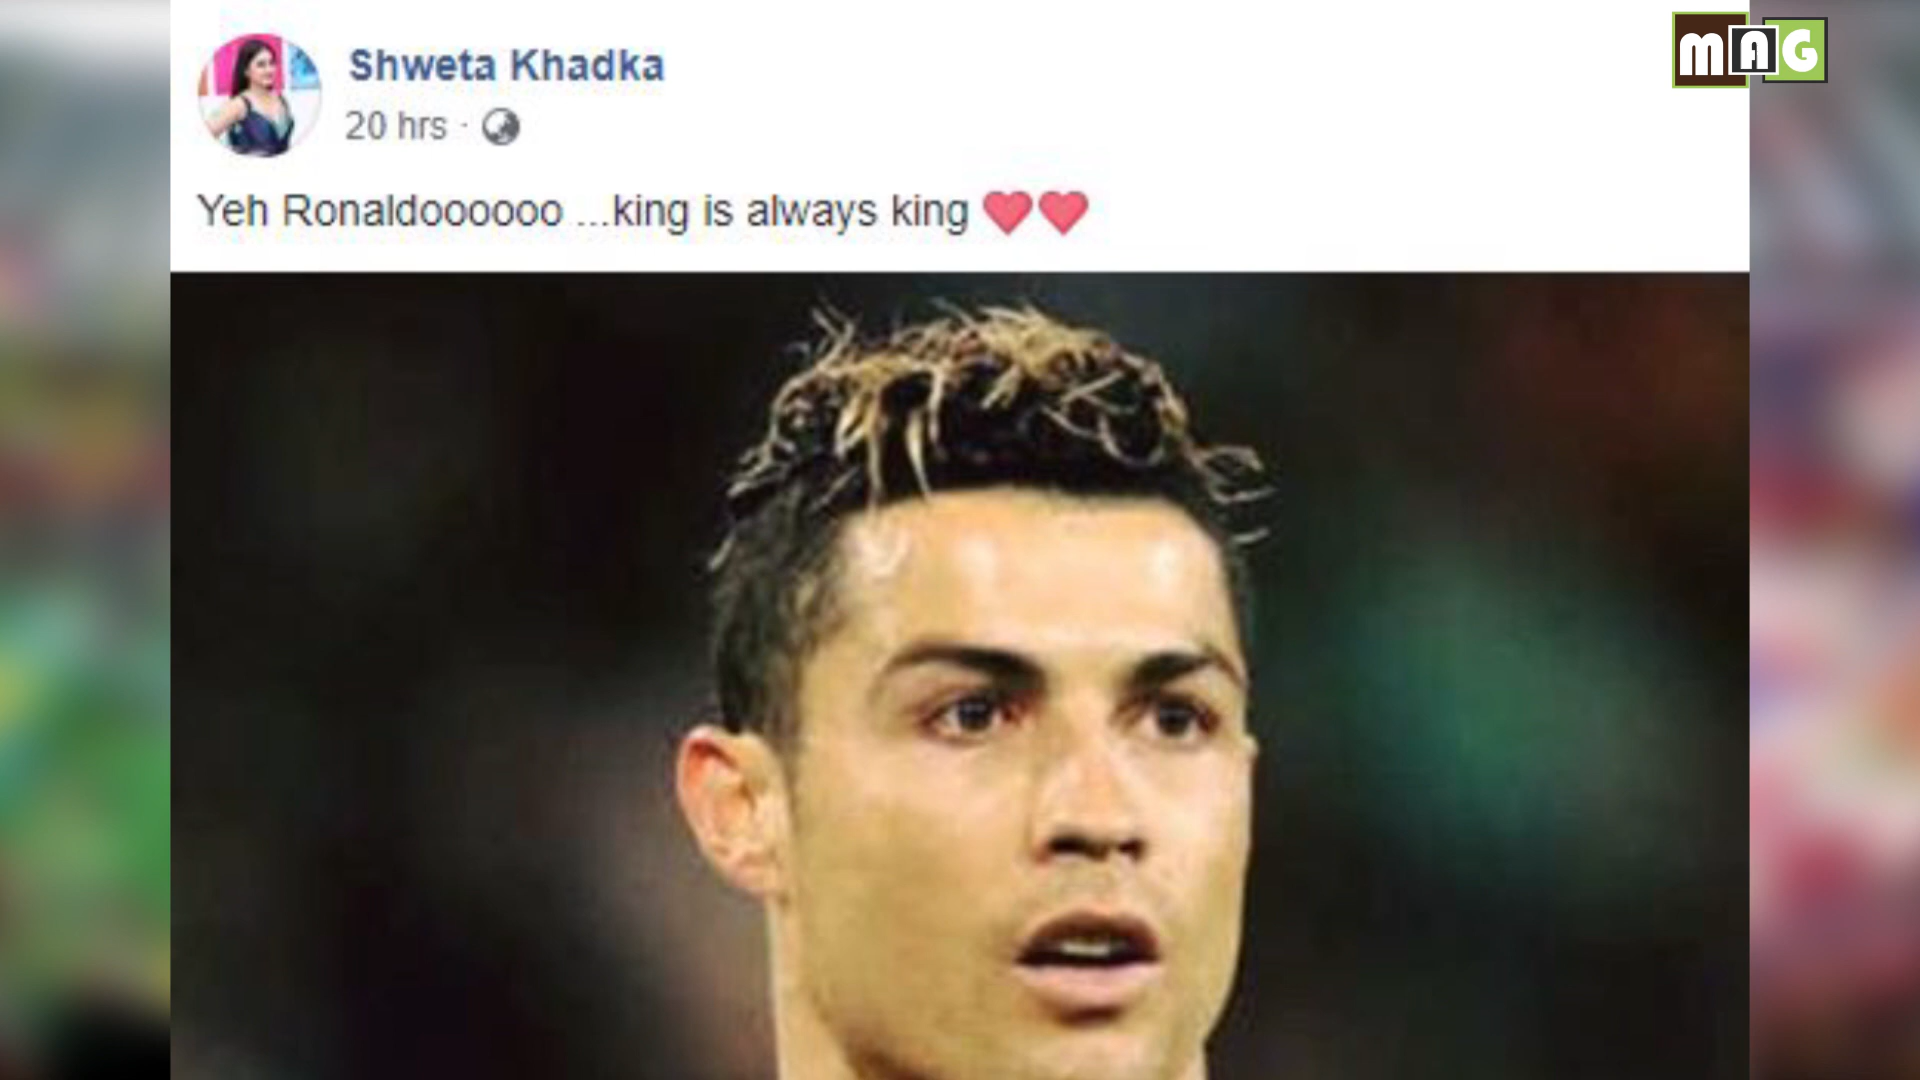 MAG
Shweta Khadka
20 hrs ·
Yeh Ronaldoooooo ...king is always king ❤❤